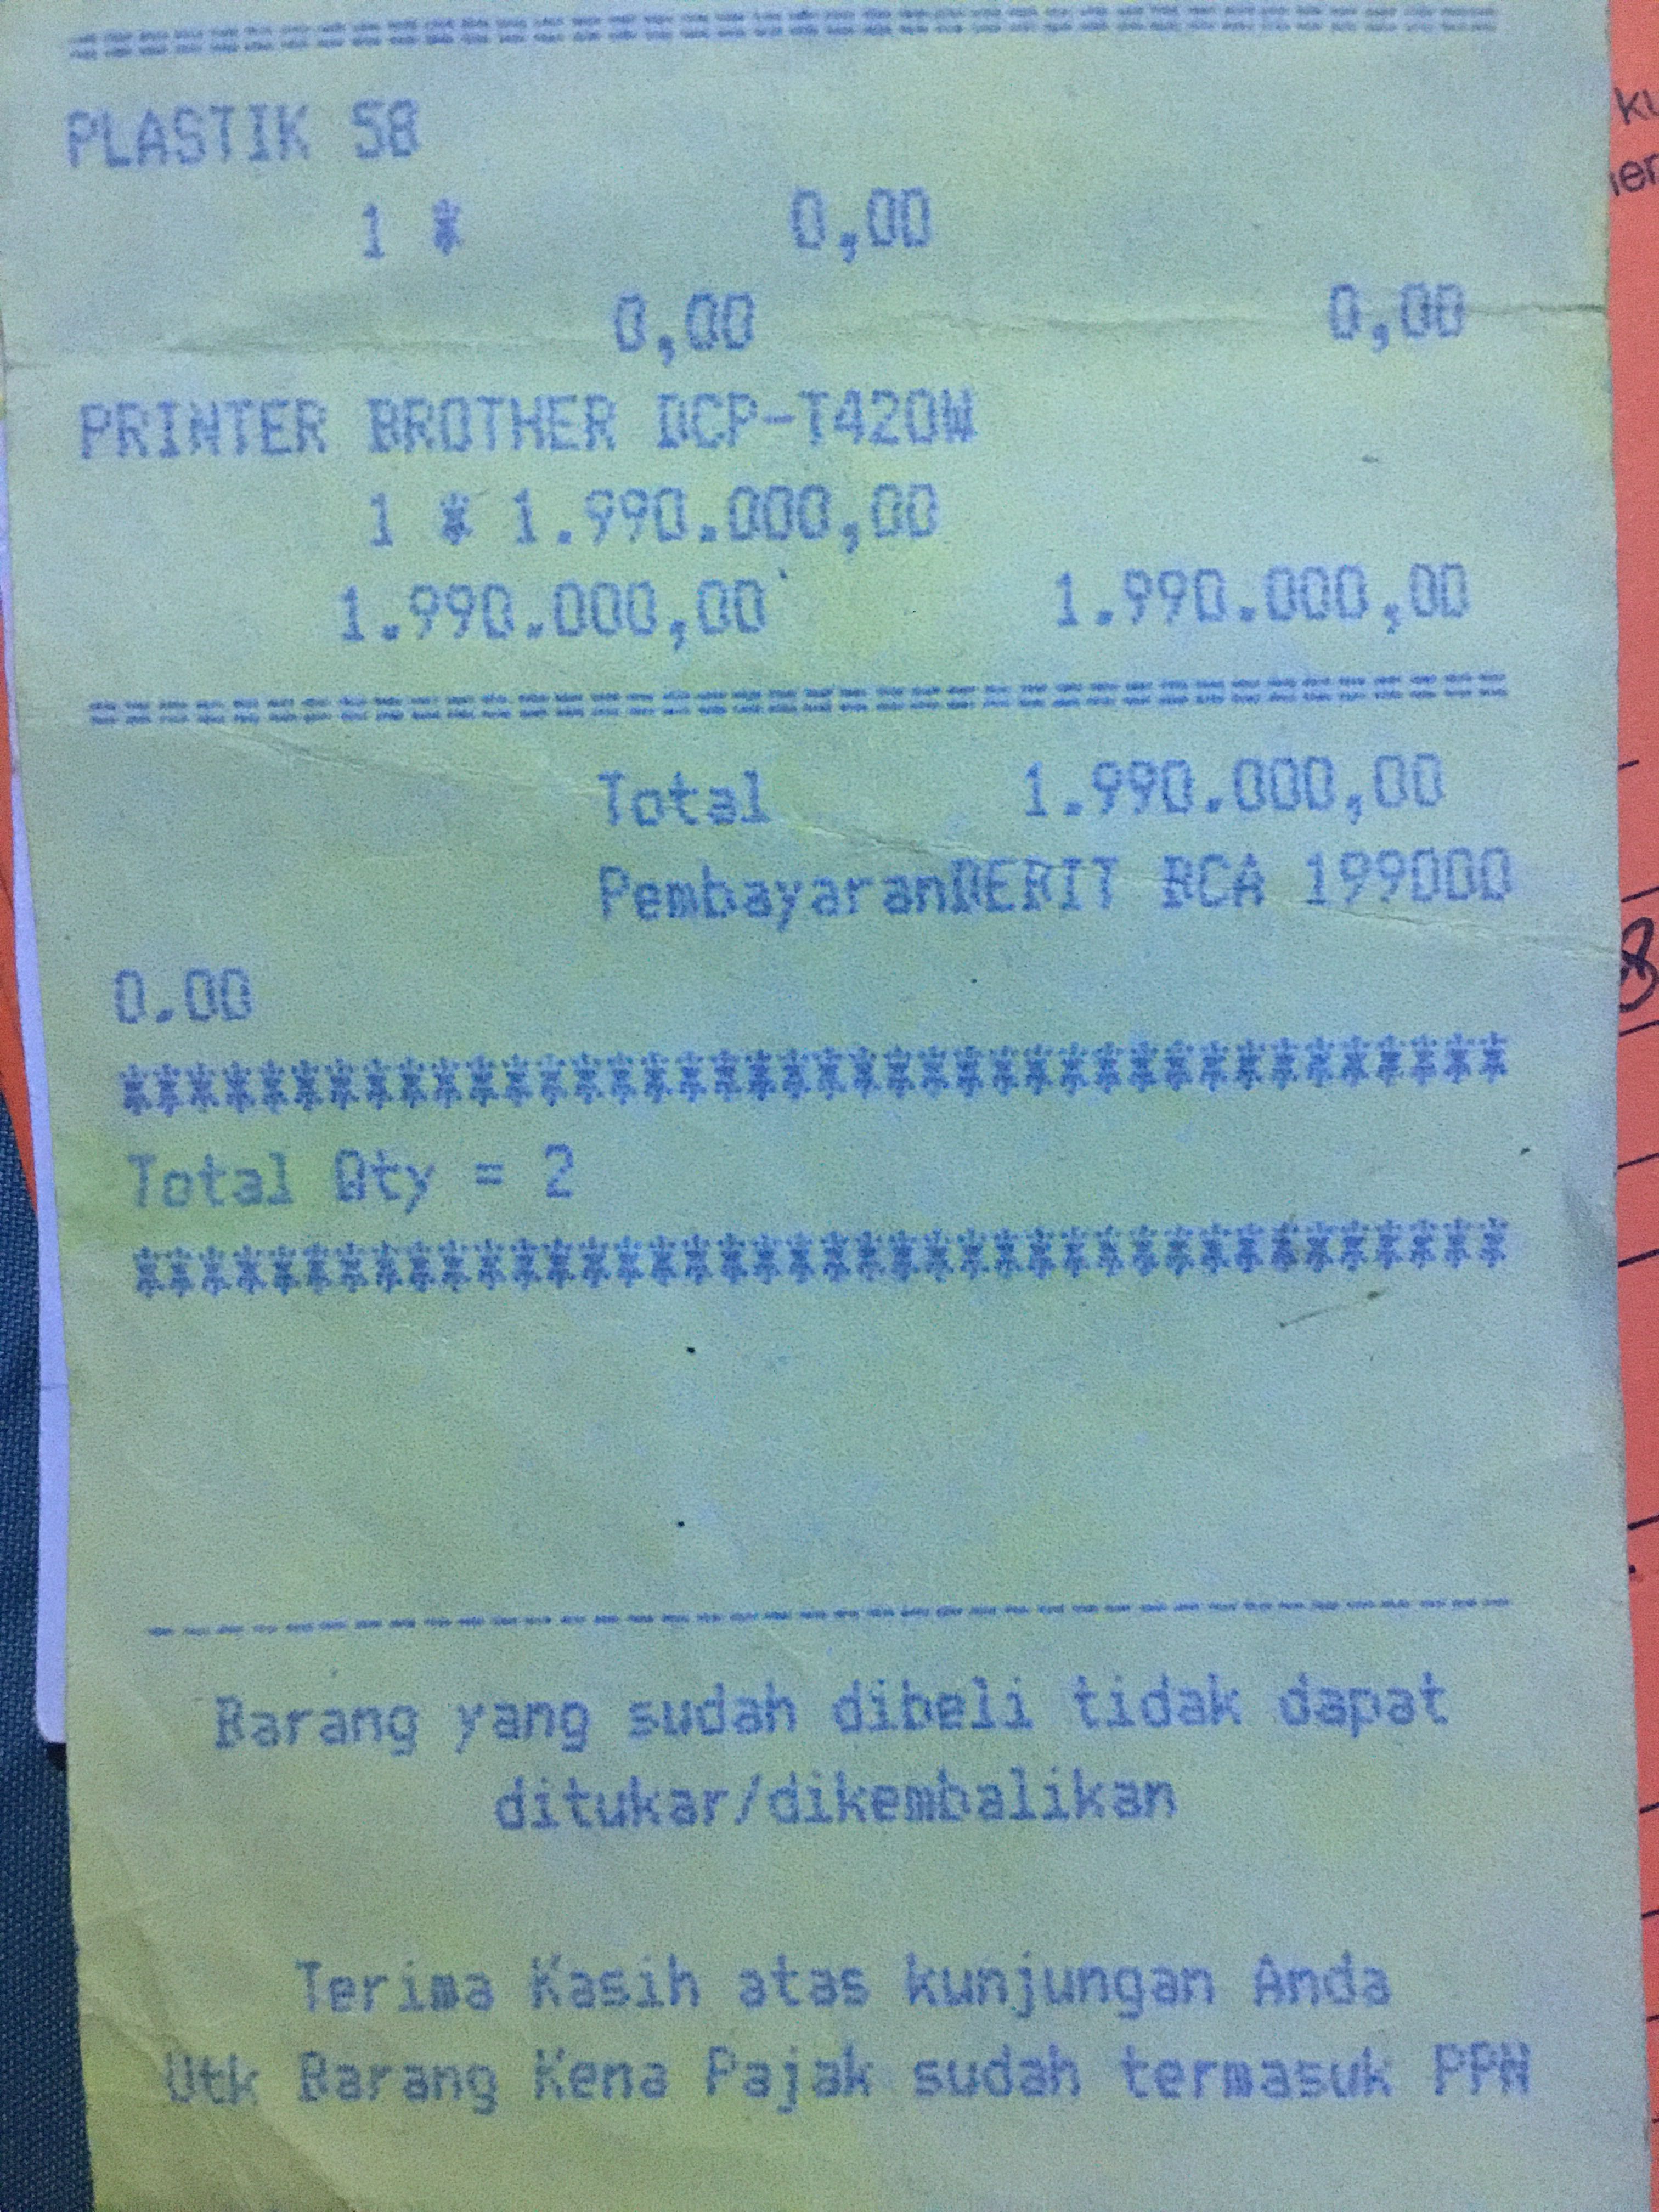 ================================
PLASTIK 58
1 * 0,00
0,00 0,00
PRINTER BROTHER DCP-T420W
1 * 1.990.000,00
1.990.000,00 1.990.000,00
================================
Total 1.990.000,00
PembayaranDEBIT BCA 199000
0.00
****************************************
Total Qty = 2
****************************************
----------------------------------------
Barang yang sudah dibeli tidak dapat
ditukar/dikembalikan
Terima Kasih atas kunjungan Anda
Utk Barang Kena Pajak sudah termasuk PPN